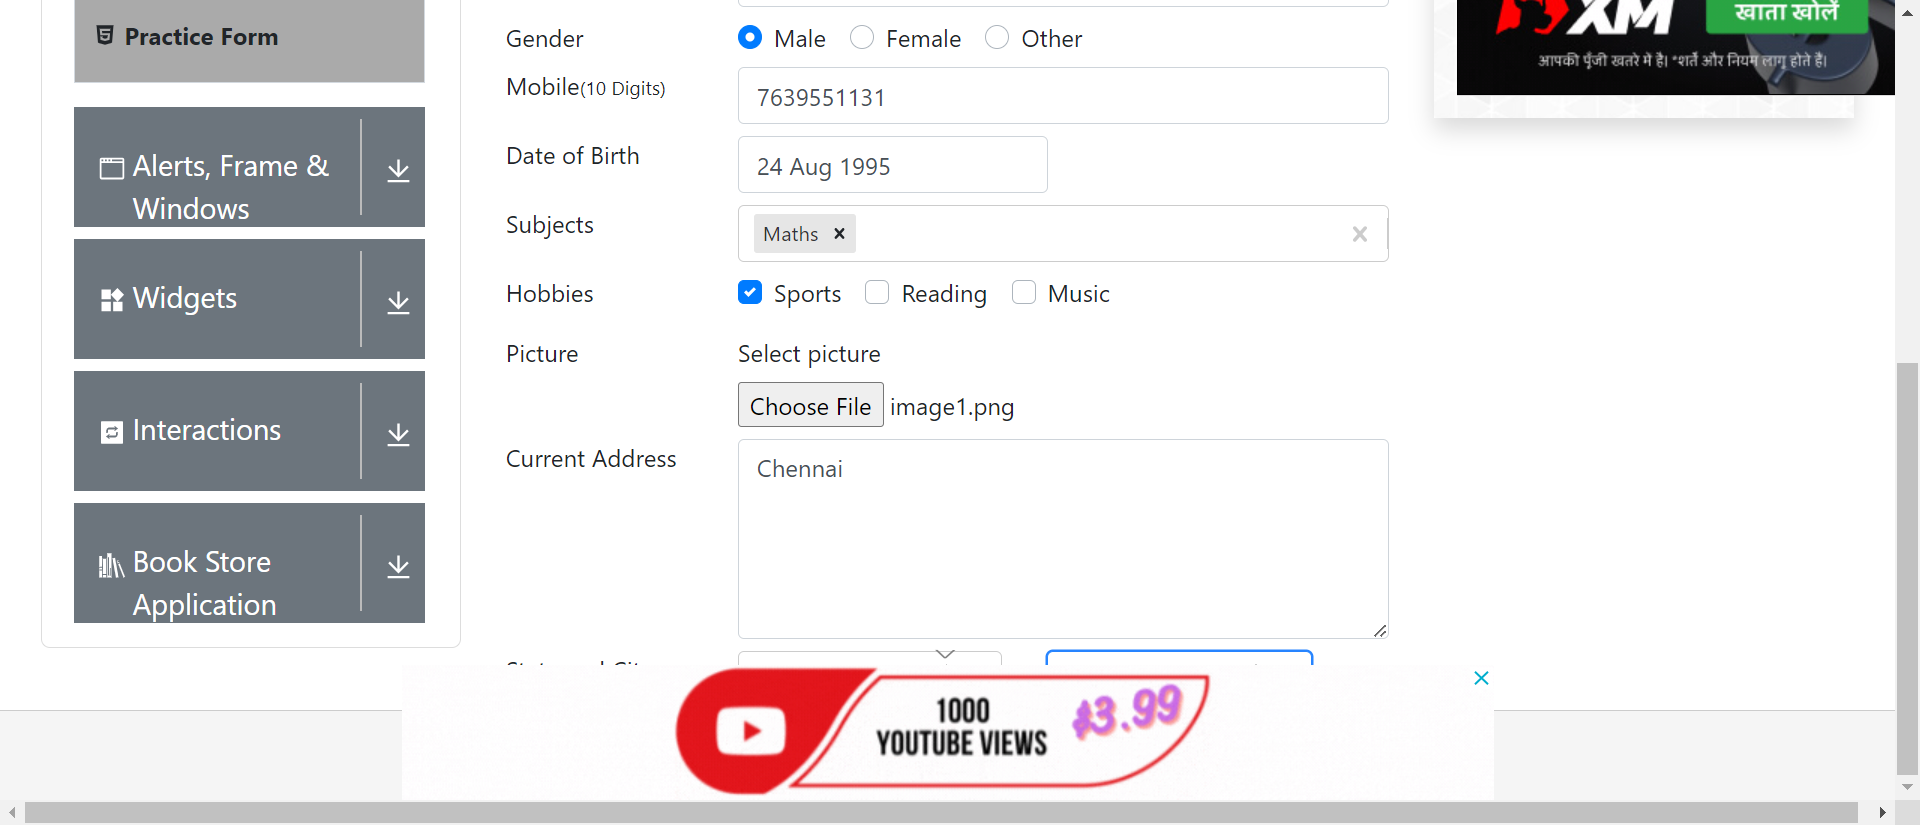 Practice Form
Alerts, Frame &
Windows
Widgets
Interactions
Book Store
Application
Gender
Male
Female
Other
Mobile(10 Digits)
7639551131
Date of Birth
24 Aug 1995
Subjects
Maths
Hobbies
Sports
Reading
Music
Picture
Select picture
Choose File image1.png
Current Address
Chennai
XM
खाता खोलें
आपकी पूँजी खतरे में है। *शर्तें और नियम लागू होते हैं।
1000
YOUTUBE VIEWS
$3.99